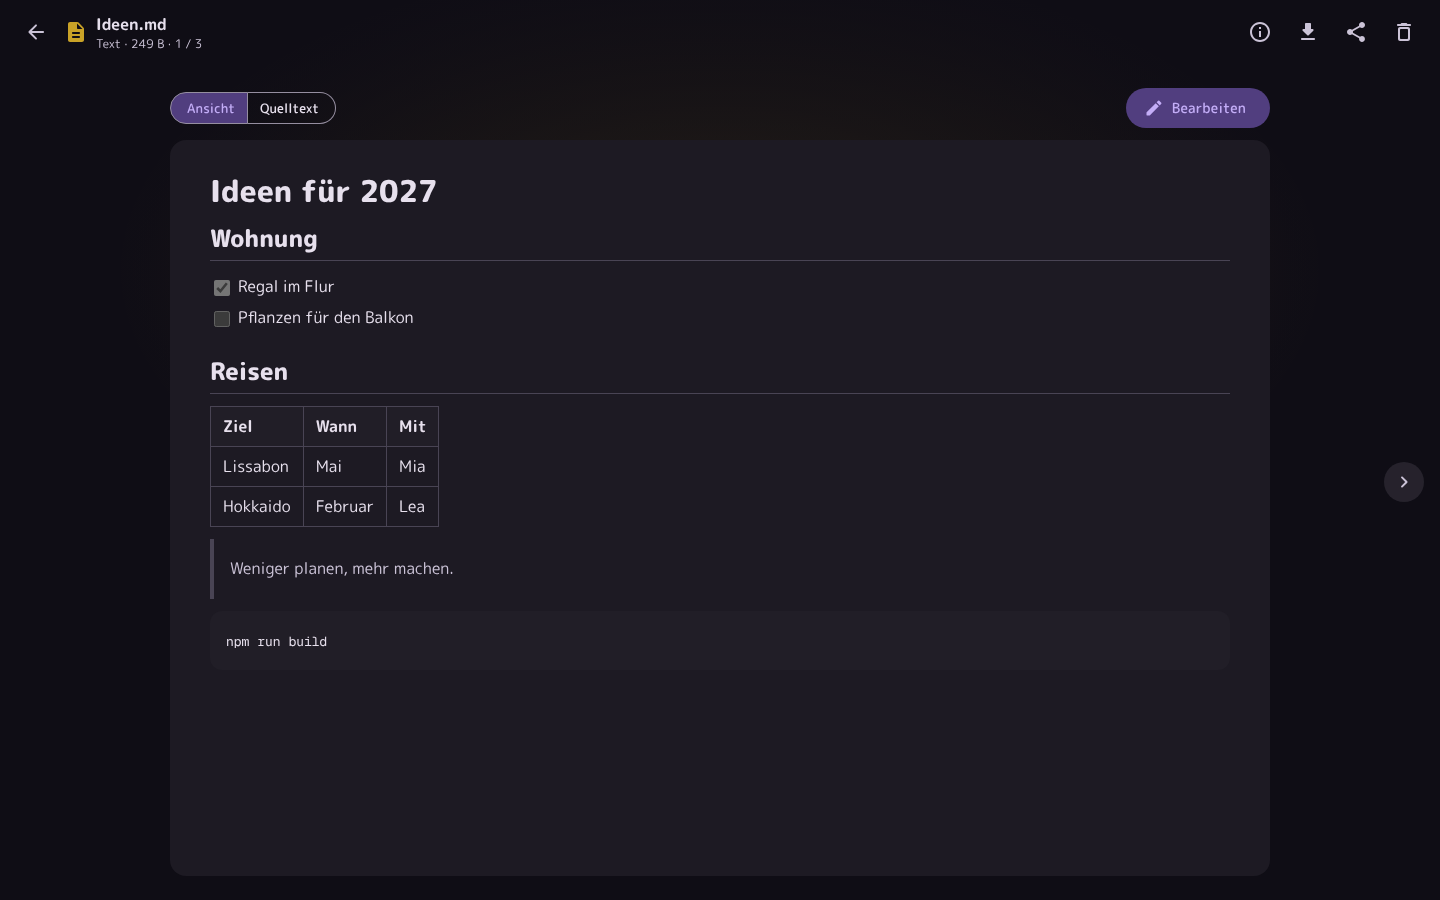 Ideen.md
Text · 249 B · 1 / 3
Ansicht Quelltext
Bearbeiten
Ideen für 2027
Wohnung
Regal im Flur
Pflanzen für den Balkon
Reisen
Ziel Wann Mit
Lissabon Mai Mia
Hokkaido Februar Lea
Weniger planen, mehr machen.
npm run build